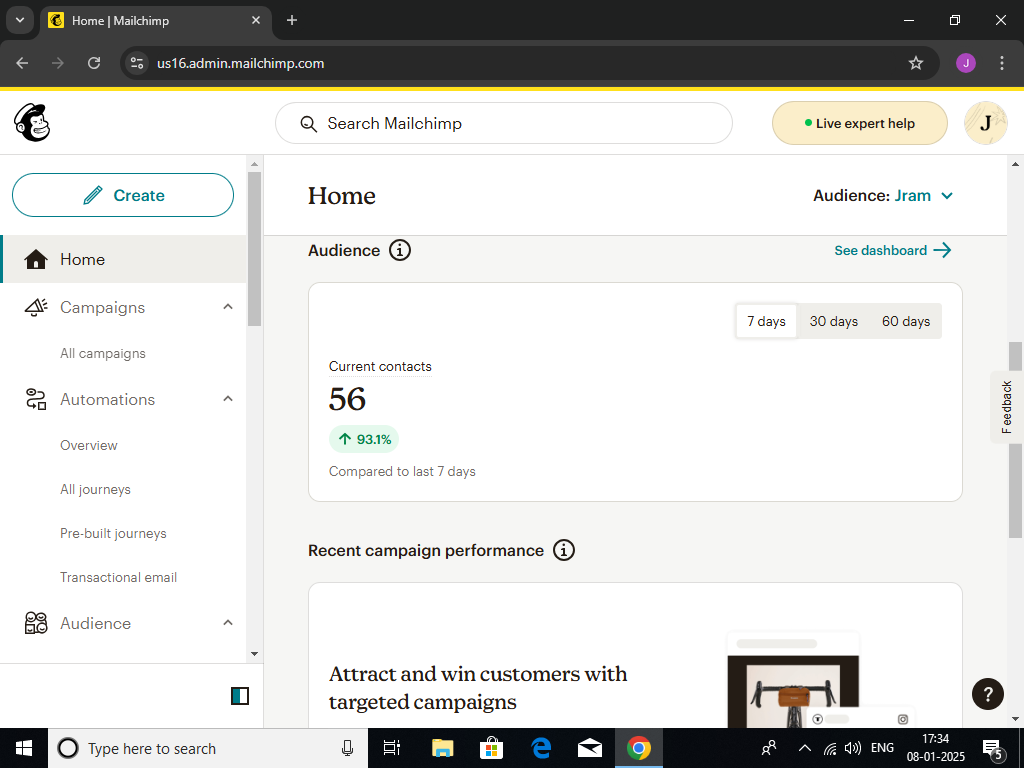 Home | Mailchimp
us16.admin.mailchimp.com
J
Search Mailchimp
Live expert help
J
Create
Home
Audience: Jram
Home
Campaigns
All campaigns
Automations
Overview
All journeys
Pre-built journeys
Transactional email
Audience
Audience
See dashboard
7 days
30 days
60 days
Current contacts
56
93.1%
Compared to last 7 days
Feedback
Recent campaign performance
Attract and win customers with
targeted campaigns
?
Type here to search
ENG
17:34
08-01-2025
5